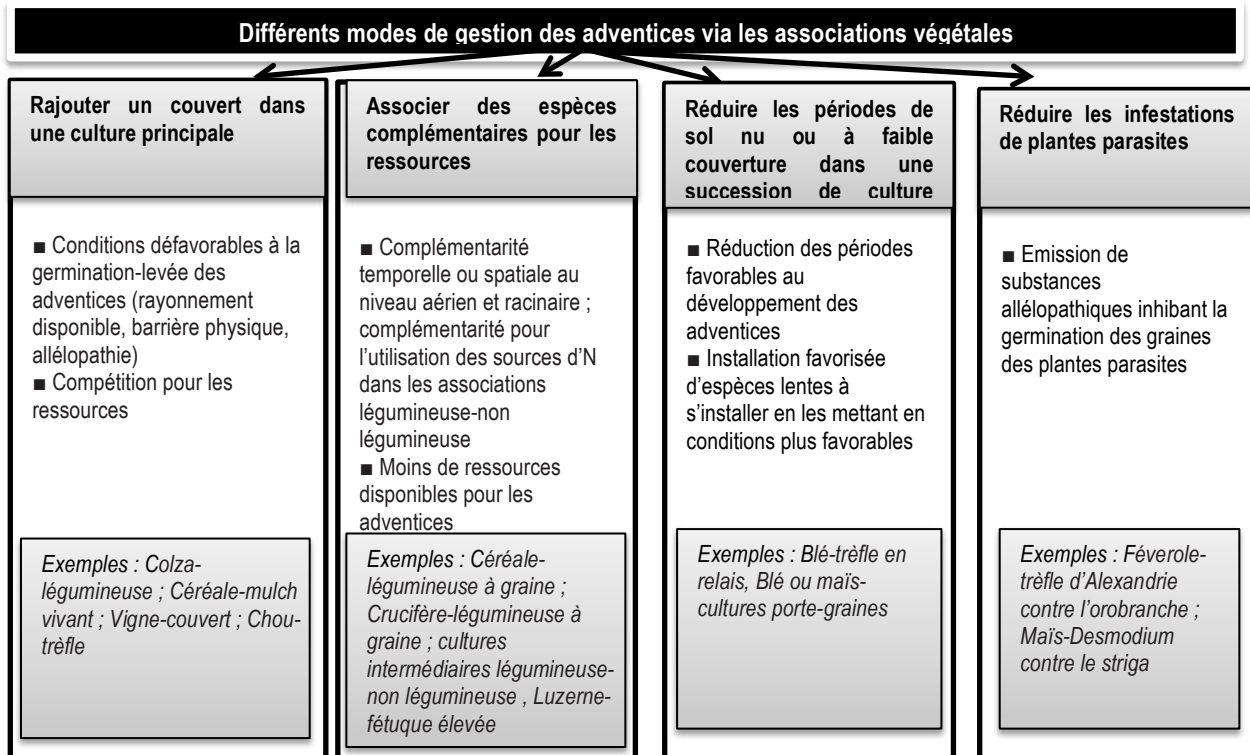 Différents modes de gestion des adventices via les associations végétales
Rajouter un couvert dans
une culture principale
■ Conditions défavorables à la
germination-levée des
adventices (rayonnement
disponible, barrière physique,
allélopathie)
■ Compétition pour les
ressources
Exemples : Colza-
légumineuse ; Céréale-mulch
vivant ; Vigne-couvert ; Chou-
trèfle
Associer des espèces
complémentaires pour les
ressources
■ Complémentarité
temporelle ou spatiale au
niveau aérien et racinaire ;
complémentarité pour
l'utilisation des sources d'N
dans les associations
légumineuse-non
légumineuse
■ Moins de ressources
disponibles pour les
adventices
Exemples : Céréale-
légumineuse à graine ;
Crucifère-légumineuse à
graine ; cultures
intermédiaires légumineuse-
non légumineuse , Luzerne-
fétuque élevée
Réduire les périodes de
sol nu ou à faible
couverture dans une
succession de culture
■ Réduction des périodes
favorables au
développement des
adventices
■ Installation favorisée
d'espèces lentes à
s'installer en les mettant en
conditions plus favorables
Exemples : Blé-trèfle en
relais, Blé ou maïs-
cultures porte-graines
Réduire les infestations
de plantes parasites
■ Emission de
substances
allélopathiques inhibant la
germination des graines
des plantes parasites
Exemples : Féverole-
trèfle d'Alexandrie
contre l'orobranche ;
Maïs-Desmodium
contre le striga